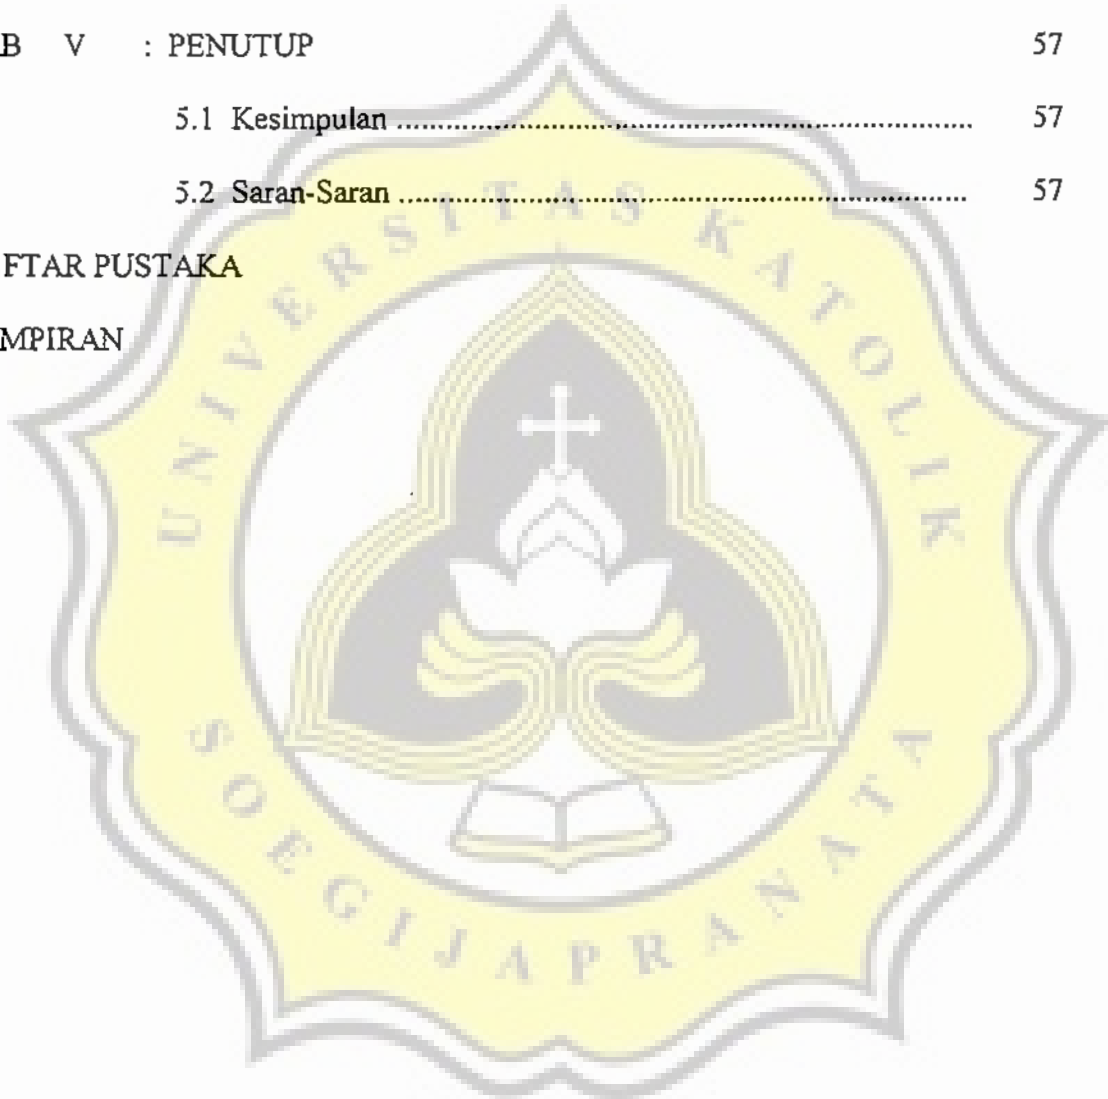 B V : PENUTUP 57
5.1 Kesimpulan ........................................................................ 57
5.2 Saran-Saran ....................................................................... 57
FTAR PUSTAKA
MPIRAN
UNIVERSITAS KATOLIK
SOEGIJAPRANATA